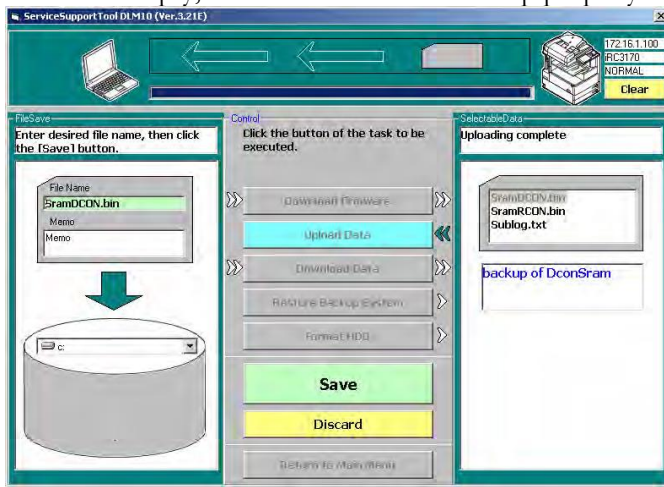 ServiceSupportTool DLM10 (Ver.3.21E)
172.16.1.100
iRC3170
NORMAL
Clear
FileSave
Enter desired file name, then click
the [Save] button.
File Name
SramDCON.bin
Memo
Memo
c:
Control
Click the button of the task to be
executed.
Download Firmware
Upload Data
Download Data
Restore Backup System
Format HDD
Save
Discard
Return to Main Menu
SelectableData
Uploading complete
SramDCON.bin
SramRCON.bin
Sublog.txt
backup of DconSram